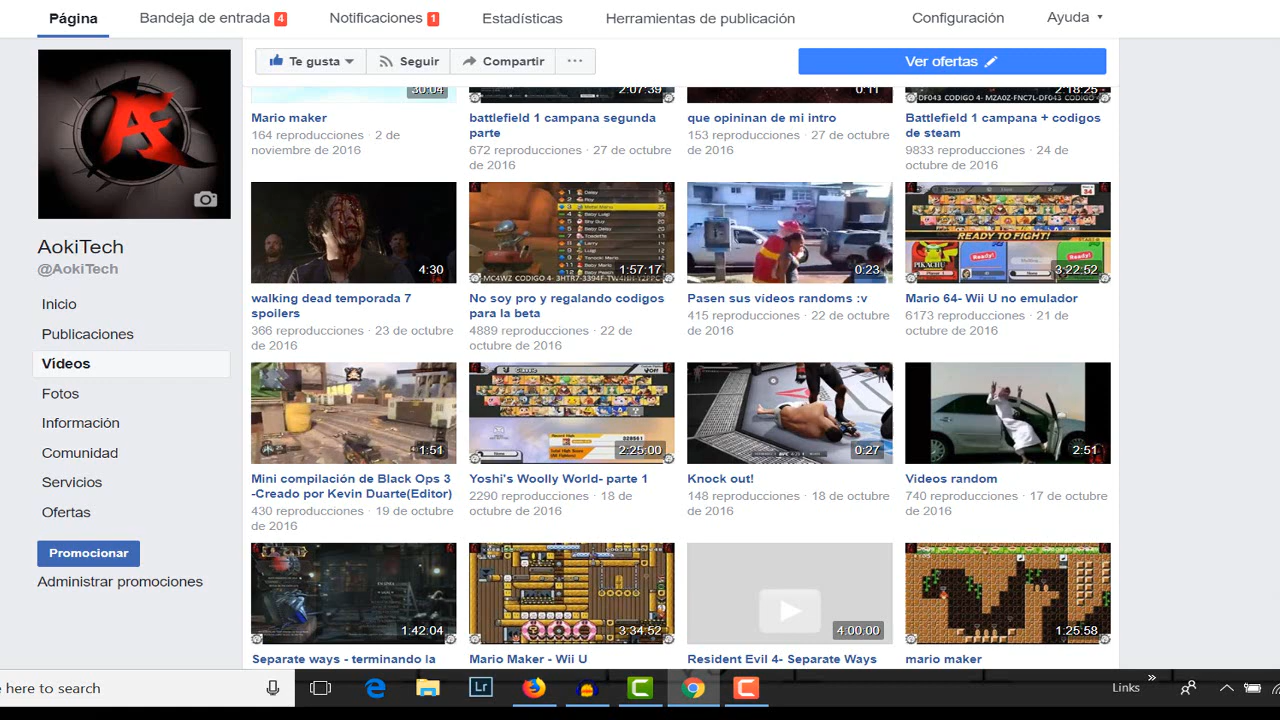 Página
Bandeja de entrada 4
Notificaciones 1
Estadísticas
Herramientas de publicación
Configuración
Ayuda
Te gusta
Seguir
Compartir
Ver ofertas
AokiTech
@AokiTech
Inicio
Publicaciones
Videos
Fotos
Información
Comunidad
Servicios
Ofertas
Promocionar
Administrar promociones
30:04
Mario maker
164 reproducciones · 2 de
noviembre de 2016
2:07:39
battlefield 1 campana segunda
parte
672 reproducciones · 27 de octubre
de 2016
0:11
que opininan de mi intro
153 reproducciones · 27 de octubre
de 2016
2:18:25
Battlefield 1 campana + codigos
de steam
9833 reproducciones · 24 de
octubre de 2016
4:30
walking dead temporada 7
spoilers
366 reproducciones · 23 de octubre
de 2016
1:57:17
No soy pro y regalando codigos
para la beta
4889 reproducciones · 22 de
octubre de 2016
0:23
Pasen sus vídeos randoms :v
415 reproducciones · 22 de octubre
de 2016
READY TO FIGHT!
PIKACHU
Ready!
Ready!
3:22:52
Mario 64- Wii U no emulador
6173 reproducciones · 21 de
octubre de 2016
1:51
Mini compilación de Black Ops 3
-Creado por Kevin Duarte(Editor)
430 reproducciones · 19 de octubre
de 2016
2:25:00
Yoshi's Woolly World- parte 1
2290 reproducciones · 18 de
octubre de 2016
0:27
Knock out!
148 reproducciones · 18 de octubre
de 2016
2:51
Videos random
740 reproducciones · 17 de octubre
de 2016
1:42:04
Separate ways - terminando la
3:34:52
Mario Maker - Wii U
4:00:00
Resident Evil 4- Separate Ways
1:25:58
mario maker
here to search
Lr
Links